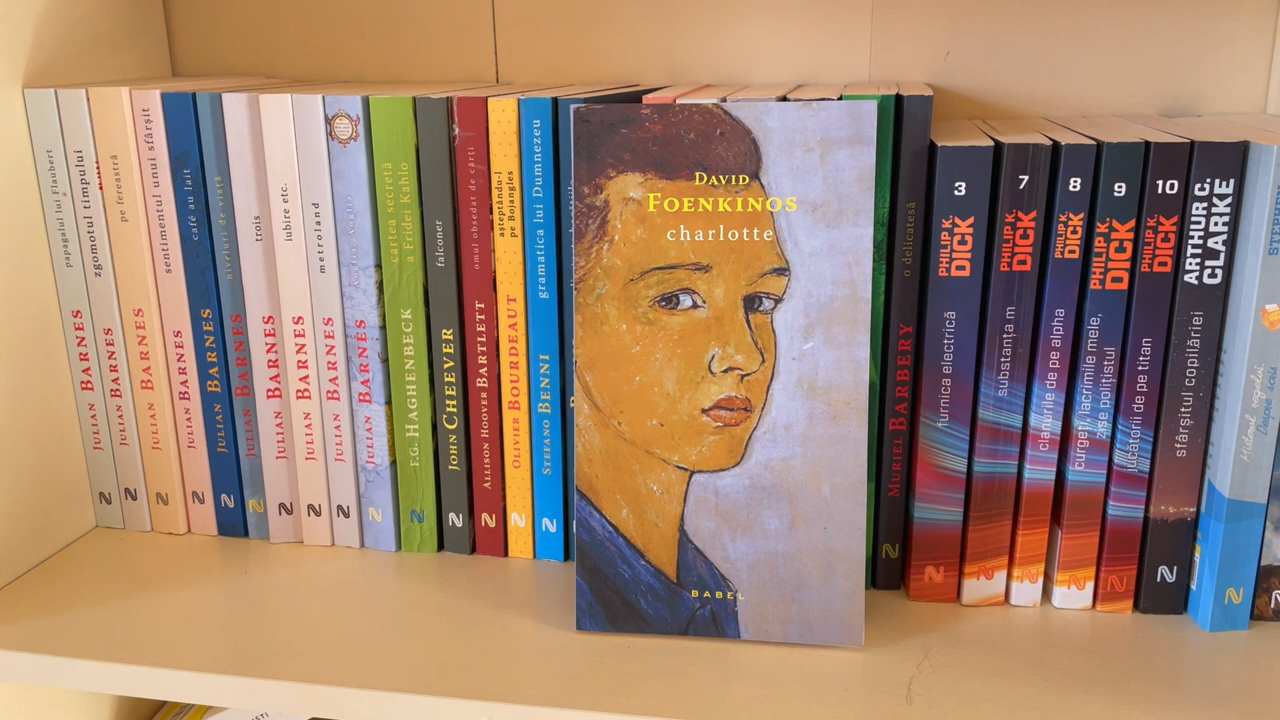 papagalul lui Flaubert
JULIAN BARNES
zgomotul timpului
JULIAN BARNES
pe fereastră
JULIAN BARNES
sentimentul unui sfârșit
JULIAN BARNES
café au lait
JULIAN BARNES
niveluri de viață
JULIAN BARNES
trois
JULIAN BARNES
iubire etc.
JULIAN BARNES
metroland
JULIAN BARNES
JULIAN BARNES
cartea secretă
a Fridei Kahlo
F.G. HAGHENBECK
falconer
JOHN CHEEVER
omul obsedat de cărți
ALLISON HOOVER BARTLETT
așteptându-l
pe Bojangles
OLIVIER BOURDEAUT
gramatica lui Dumnezeu
STEFANO BENNI
DAVID
FOENKINOS
charlotte
BABEL
o delicatesă
MURIEL BARBERY
3
PHILIP K.
DICK
furnica electrică
7
PHILIP K.
DICK
substanța m
8
PHILIP K.
DICK
clanurile de pe alpha
9
PHILIP K.
DICK
curgeți, lacrimile mele,
zise polițistul
10
PHILIP K.
DICK
jucătorii de pe titan
ARTHUR C.
CLARKE
sfârșitul copilăriei